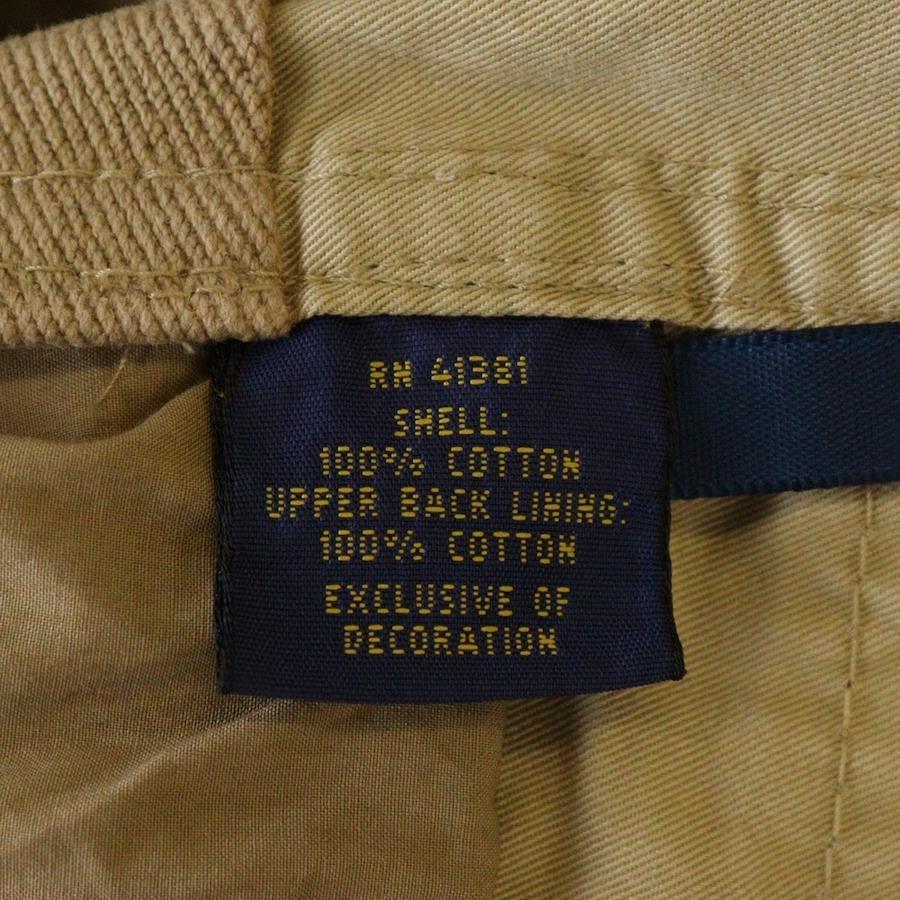 RN 41381
SHELL:
100% COTTON
UPPER BACK LINING:
100% COTTON
EXCLUSIVE OF
DECORATION